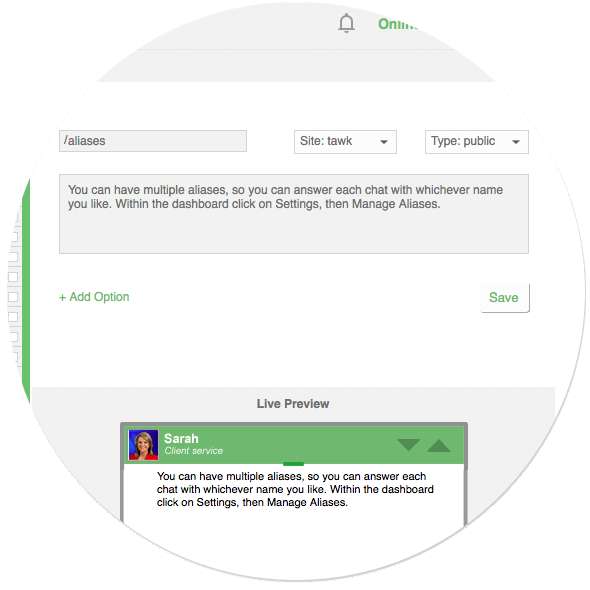 Online
/aliases
Site: tawk
Type: public
You can have multiple aliases, so you can answer each chat with whichever name
you like. Within the dashboard click on Settings, then Manage Aliases.
+ Add Option
Save
Live Preview
Sarah
Client service
You can have multiple aliases, so you can answer each
chat with whichever name you like. Within the dashboard
click on Settings, then Manage Aliases.